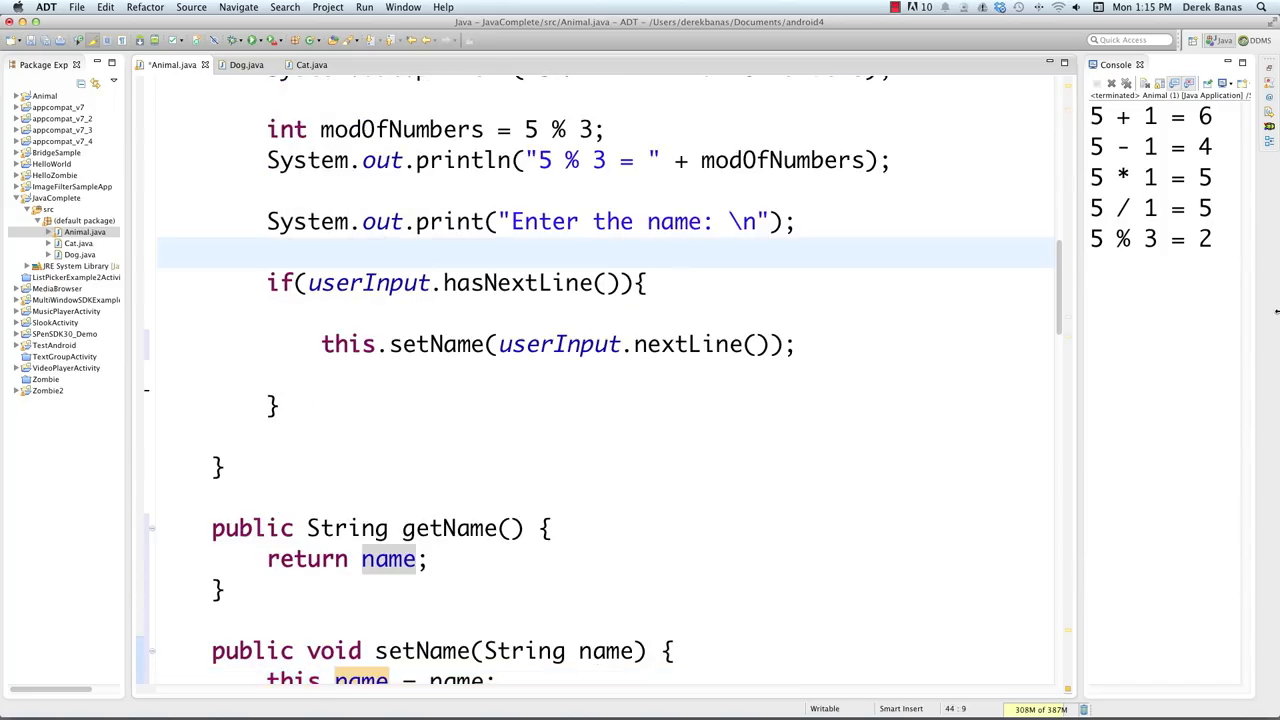 ADT File Edit Refactor Source Navigate Search Project Run Window Help
10 Mon 1:15 PM Derek Banas
Java - JavaComplete/src/Animal.java - ADT - /Users/derekbanas/Documents/android4
Quick Access
Java
DDMS
Package Exp
Animal
appcompat_v7
appcompat_v7_2
appcompat_v7_3
appcompat_v7_4
BridgeSample
HelloWorld
HelloZombie
ImageFilterSampleApp
JavaComplete
src
(default package)
Animal.java
Cat.java
Dog.java
JRE System Library [Ja
ListPickerExample2Activi
MediaBrowser
MultiWindowSDKExample
MusicPlayerActivity
SlookActivity
SPenSDK30_Demo
TestAndroid
TextGroupActivity
VideoPlayerActivity
Zombie
Zombie2
*Animal.java
Dog.java
Cat.java
int modOfNumbers = 5 % 3;
System.out.println("5 % 3 = " + modOfNumbers);
System.out.print("Enter the name: \n");
if(userInput.hasNextLine()){
this.setName(userInput.nextLine());
}
}
public String getName() {
return name;
}
public void setName(String name) {
this.name = name;
Console
<terminated> Animal (1) [Java Application] /S
5 + 1 = 6
5 - 1 = 4
5 * 1 = 5
5 / 1 = 5
5 % 3 = 2
Writable
Smart Insert
44 : 9
308M of 387M